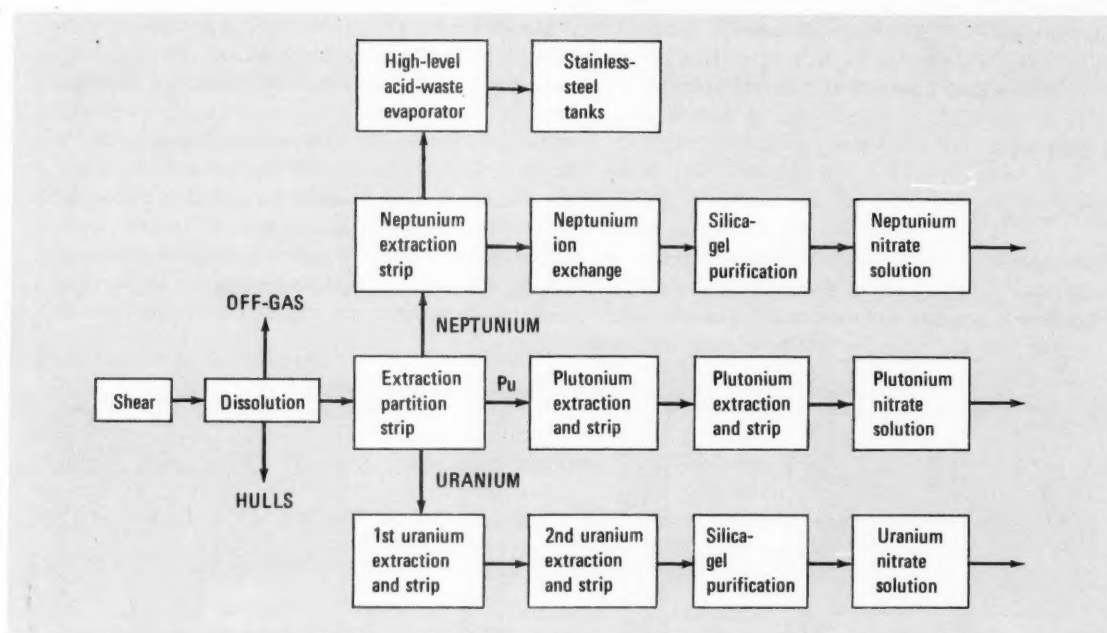 High-level
acid-waste
evaporator
Stainless-
steel
tanks
Neptunium
extraction
strip
Neptunium
ion
exchange
Silica-
gel
purification
Neptunium
nitrate
solution
OFF-GAS
NEPTUNIUM
Shear
Dissolution
Extraction
partition
strip
Pu
Plutonium
extraction
and strip
Plutonium
extraction
and strip
Plutonium
nitrate
solution
HULLS
URANIUM
1st uranium
extraction
and strip
2nd uranium
extraction
and strip
Silica-
gel
purification
Uranium
nitrate
solution